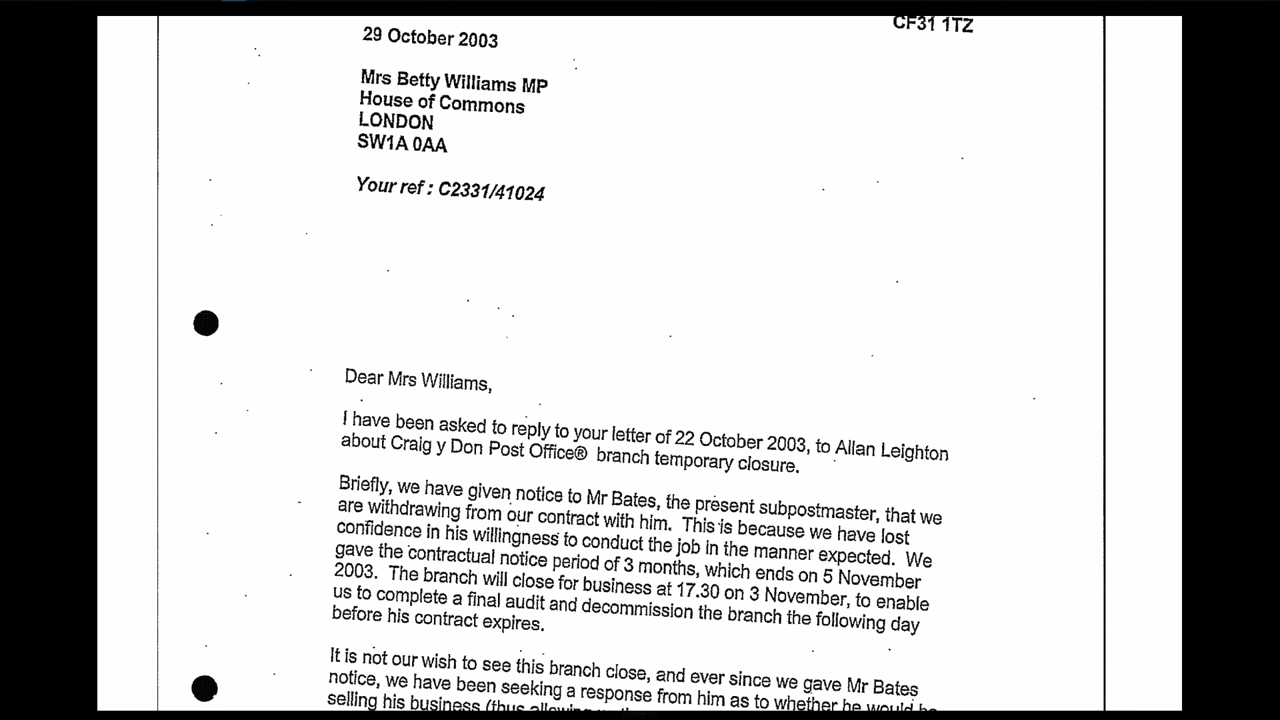 CF31 1TZ
29 October 2003
Mrs Betty Williams MP
House of Commons
LONDON
SW1A 0AA
Your ref : C2331/41024
Dear Mrs Williams,
I have been asked to reply to your letter of 22 October 2003, to Allan Leighton
about Craig y Don Post Office® branch temporary closure.
Briefly, we have given notice to Mr Bates, the present subpostmaster, that we
are withdrawing from our contract with him. This is because we have lost
confidence in his willingness to conduct the job in the manner expected. We
gave the contractual notice period of 3 months, which ends on 5 November
2003. The branch will close for business at 17.30 on 3 November, to enable
us to complete a final audit and decommission the branch the following day
before his contract expires.
It is not our wish to see this branch close, and ever since we gave Mr Bates
notice, we have been seeking a response from him as to whether he would be
selling his business (thus